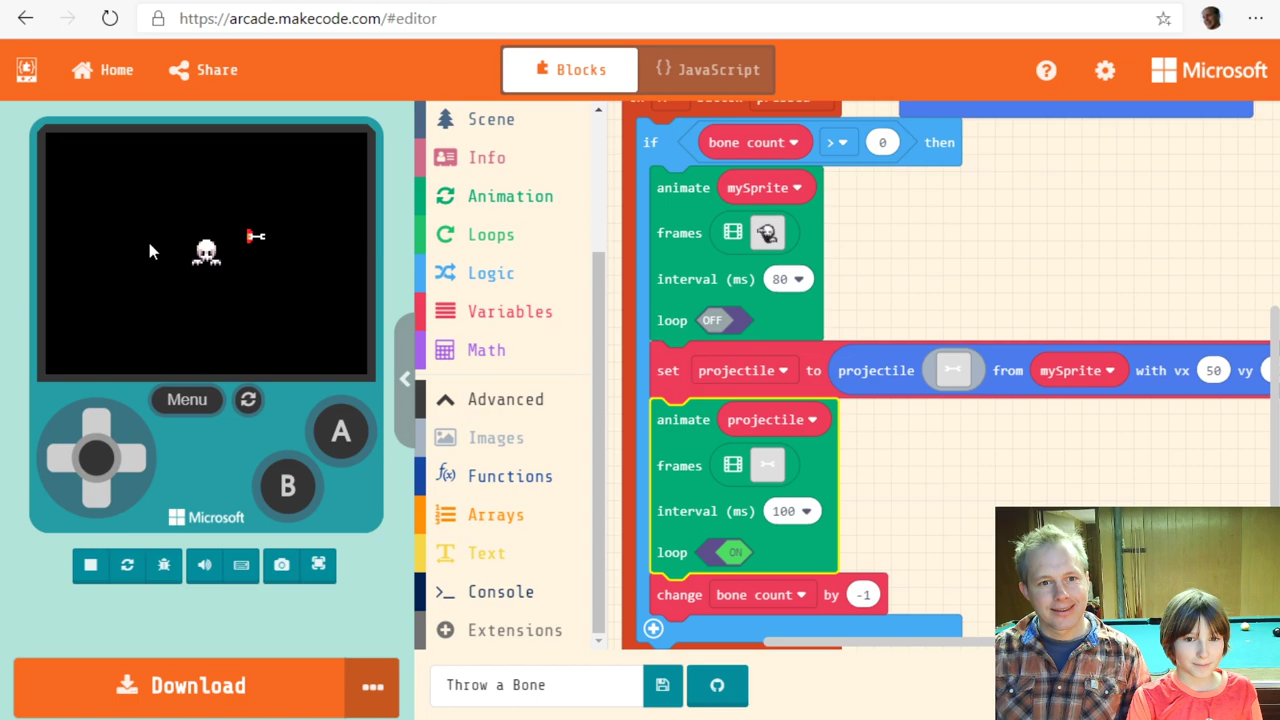 https://arcade.makecode.com/#editor
Home
Share
Blocks
{} JavaScript
?
Microsoft
Scene
Info
Animation
Loops
Logic
Variables
Math
Advanced
Images
f(x) Functions
Arrays
Text
Console
Extensions
if bone count > 0 then
animate mySprite
frames
interval (ms) 80
loop OFF
set projectile to projectile from mySprite with vx 50 vy
animate projectile
frames
interval (ms) 100
loop ON
change bone count by -1
Menu
A
B
Microsoft
Download
Throw a Bone